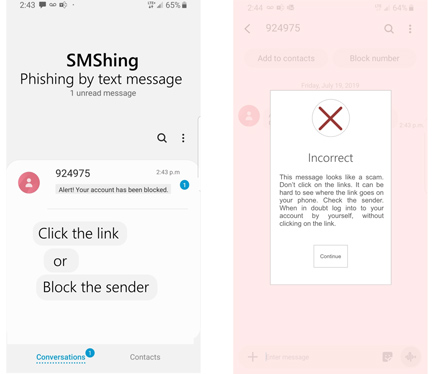 2:43
65%
SMShing
Phishing by text message
1 unread message
924975
2:43 p.m
Alert! Your account has been blocked.
1
Click the link
or
Block the sender
Conversations
1
Contacts
2:44
64%
924975
Add to contacts
Block number
Friday, July 19, 2019
2:43 p.m
Incorrect
This message looks like a scam.
Don't click on the links. It can be
hard to see where the link goes on
your phone. Check the sender.
When in doubt log into to your
account by yourself, without
clicking on the link.
Continue
Enter message